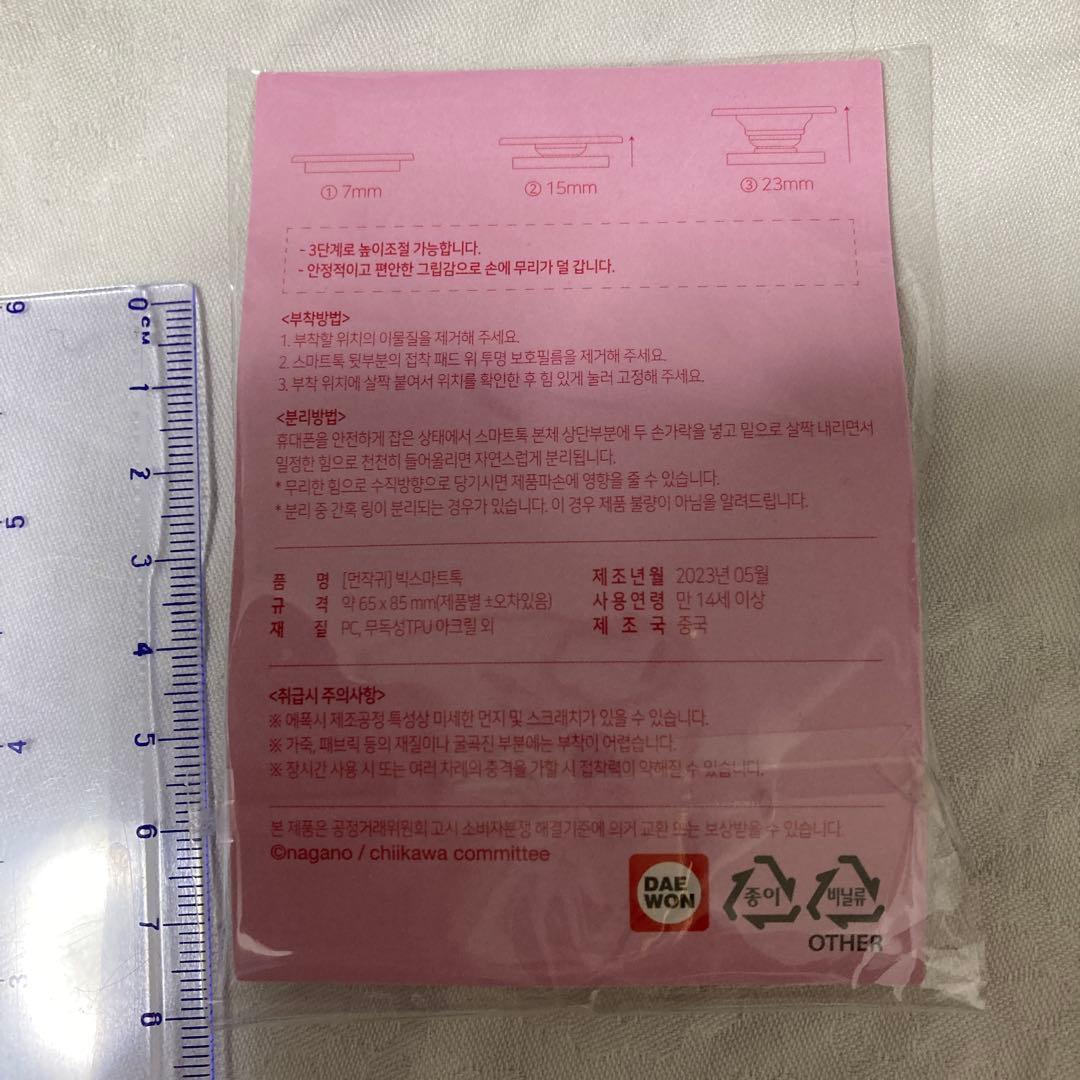 ① 7mm
② 15mm
③ 23mm
- 3단계로 높이조절 가능합니다.
- 안정적이고 편안한 그립감으로 손에 무리가 덜 갑니다.
<부착방법>
1. 부착할 위치의 이물질을 제거해 주세요.
2. 스마트톡 뒷부분의 접착 패드 위 투명 보호필름을 제거해 주세요.
3. 부착 위치에 살짝 붙여서 위치를 확인한 후 힘 있게 눌러 고정해 주세요.
<분리방법>
휴대폰을 안전하게 잡은 상태에서 스마트톡 본체 상단부분에 두 손가락을 넣고 밑으로 살짝 내리면서
일정한 힘으로 천천히 들어올리면 자연스럽게 분리됩니다.
* 무리한 힘으로 수직방향으로 당기시면 제품파손에 영향을 줄 수 있습니다.
* 분리 중 간혹 링이 분리되는 경우가 있습니다. 이 경우 제품 불량이 아님을 알려드립니다.
품 명 [먼작귀] 빅스마트톡
규 격 약 65 x 85 mm(제품별 ±오차있음)
재 질 PC, 무독성TPU 아크릴 외
제조년월 2023년 05월
사용연령 만 14세 이상
제 조 국 중국
<취급시 주의사항>
※ 에폭시 제조공정 특성상 미세한 먼지 및 스크래치가 있을 수 있습니다.
※ 가죽, 패브릭 등의 재질이나 굴곡진 부분에는 부착이 어렵습니다.
※ 장시간 사용 시 또는 여러 차례의 충격을 가할 시 접착력이 약해질 수 있습니다.
본 제품은 공정거래위원회 고시 소비자분쟁 해결기준에 의거 교환 또는 보상받을 수 있습니다.
©nagano / chiikawa committee
DAE
WON
종이
비닐류
OTHER
0 CM
1
2
3
4
5
6
7
8
6
5
4
3